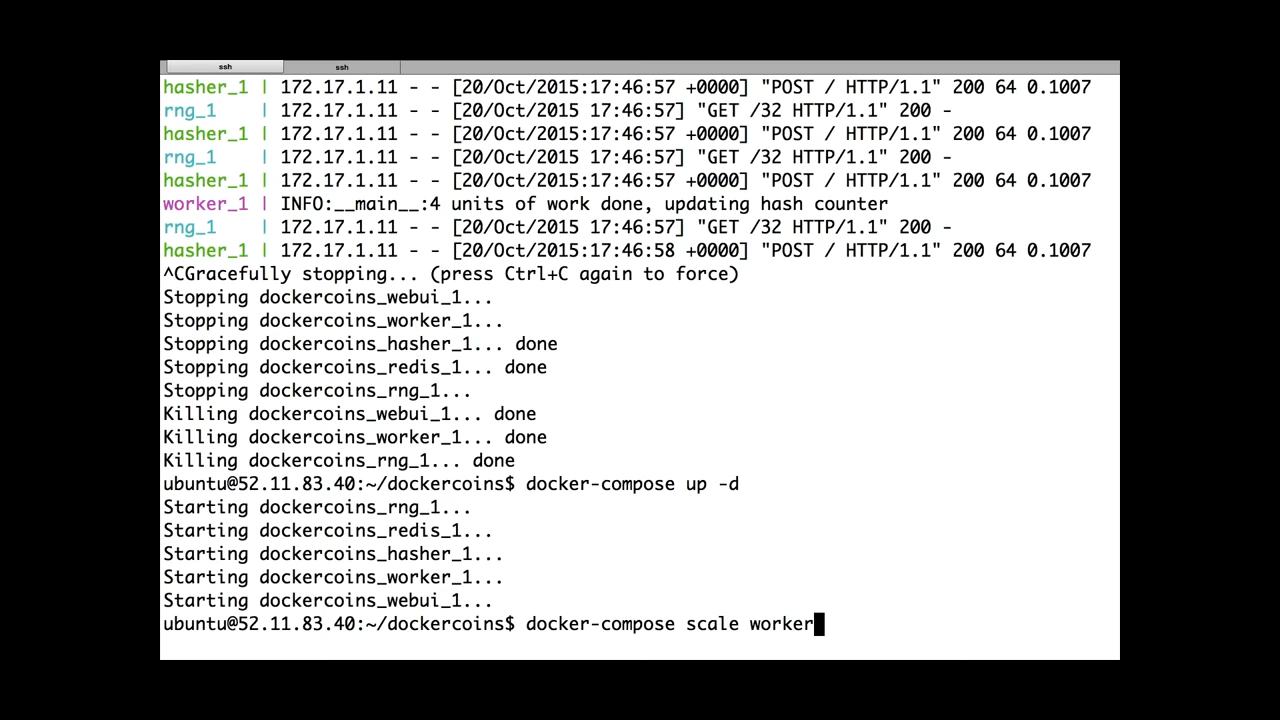 ssh ssh
hasher_1 | 172.17.1.11 - - [20/Oct/2015:17:46:57 +0000] "POST / HTTP/1.1" 200 64 0.1007
rng_1    | 172.17.1.11 - - [20/Oct/2015 17:46:57] "GET /32 HTTP/1.1" 200 -
hasher_1 | 172.17.1.11 - - [20/Oct/2015:17:46:57 +0000] "POST / HTTP/1.1" 200 64 0.1007
rng_1    | 172.17.1.11 - - [20/Oct/2015 17:46:57] "GET /32 HTTP/1.1" 200 -
hasher_1 | 172.17.1.11 - - [20/Oct/2015:17:46:57 +0000] "POST / HTTP/1.1" 200 64 0.1007
worker_1 | INFO:__main__:4 units of work done, updating hash counter
rng_1    | 172.17.1.11 - - [20/Oct/2015 17:46:57] "GET /32 HTTP/1.1" 200 -
hasher_1 | 172.17.1.11 - - [20/Oct/2015:17:46:58 +0000] "POST / HTTP/1.1" 200 64 0.1007
^CGracefully stopping... (press Ctrl+C again to force)
Stopping dockercoins_webui_1...
Stopping dockercoins_worker_1...
Stopping dockercoins_hasher_1... done
Stopping dockercoins_redis_1... done
Stopping dockercoins_rng_1...
Killing dockercoins_webui_1... done
Killing dockercoins_worker_1... done
Killing dockercoins_rng_1... done
ubuntu@52.11.83.40:~/dockercoins$ docker-compose up -d
Starting dockercoins_rng_1...
Starting dockercoins_redis_1...
Starting dockercoins_hasher_1...
Starting dockercoins_worker_1...
Starting dockercoins_webui_1...
ubuntu@52.11.83.40:~/dockercoins$ docker-compose scale worker